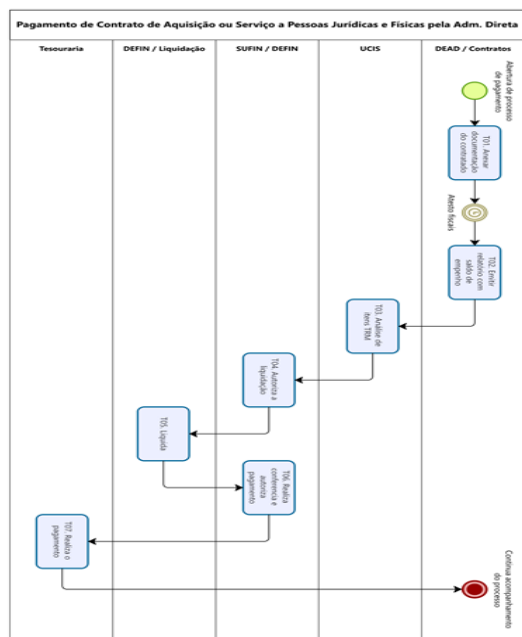 Pagamento de Contrato de Aquisição ou Serviço a Pessoas Jurídicas e Físicas pela Adm. Direta
Tesouraria
DEFIN / Liquidação
SUFIN / DEFIN
UCIS
DEAD / Contratos
Abertura de processo
de pagamento
T01. Anexar
documentação
do contratado
Atesto fiscais
T02. Emitir
relatório com
saldo de
empenho
T03. Análise de
itens TRM
T04. Autoriza a
liquidação
T05. Liquida
T06. Realiza
conferencia e
autoriza
pagamento
T07. Realiza o
pagamento
Continua acompanhamento
do processo